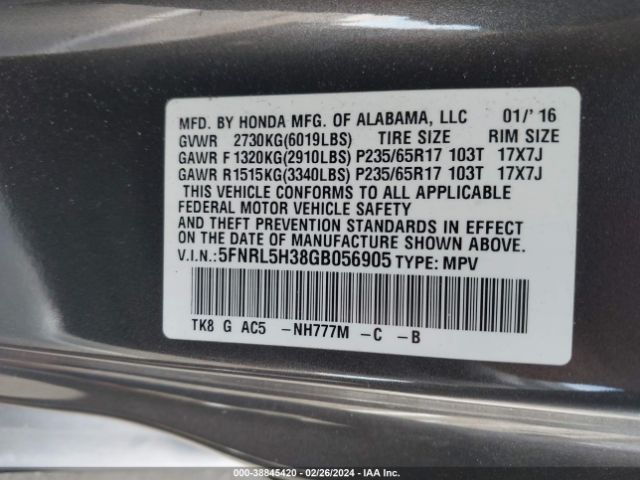 MFD. BY HONDA MFG. OF ALABAMA, LLC 01/'16
GVWR 2730KG(6019LBS) TIRE SIZE RIM SIZE
GAWR F 1320KG(2910LBS) P235/65R17 103T 17X7J
GAWR R1515KG(3340LBS) P235/65R17 103T 17X7J
THIS VEHICLE CONFORMS TO ALL APPLICABLE
FEDERAL MOTOR VEHICLE SAFETY
AND THEFT PREVENTION STANDARDS IN EFFECT
ON THE DATE OF MANUFACTURE SHOWN ABOVE.
V.I.N.:5FNRL5H38GB056905 TYPE: MPV
TK8 G AC5 -NH777M -C -B
000-38845420 - 02/26/2024 - IAA Inc.